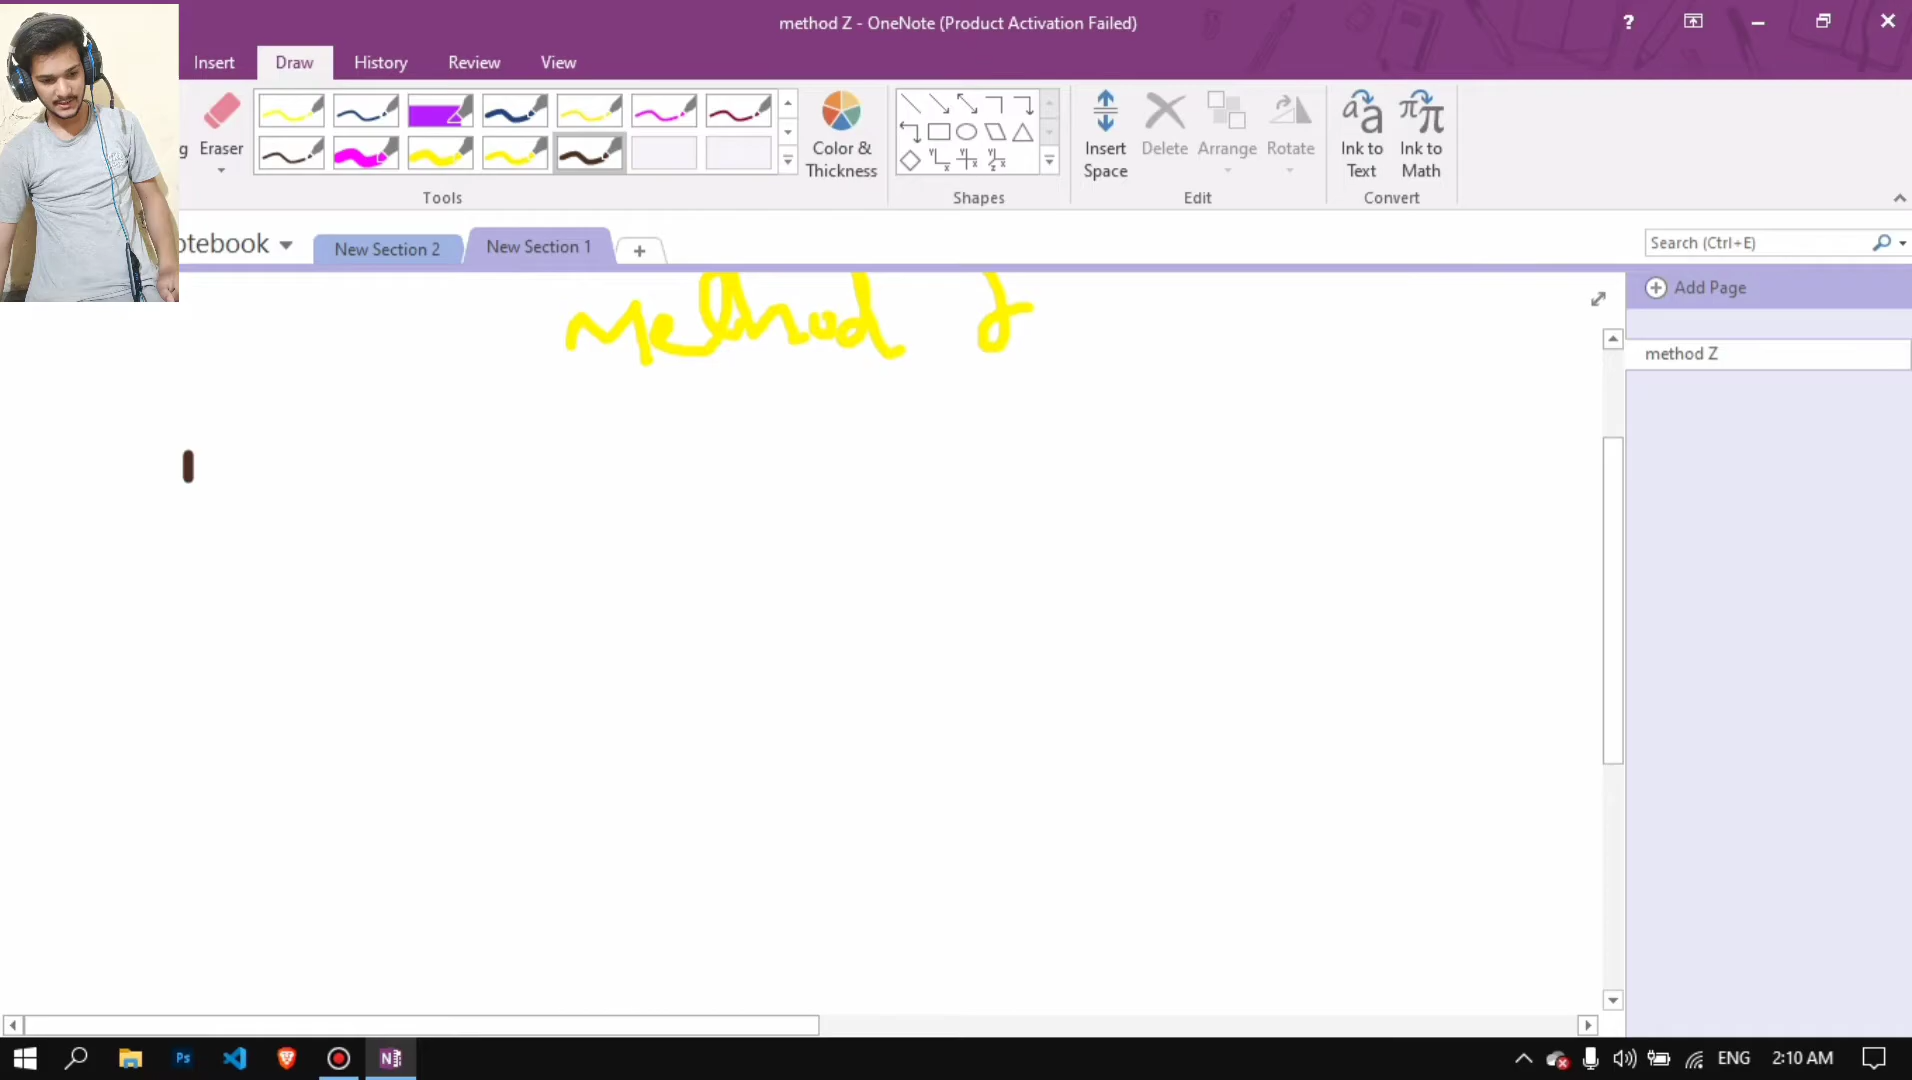 method Z - OneNote (Product Activation Failed)
?
Insert Draw History Review View
g Eraser
Color & Thickness
Insert Space
Delete Arrange Rotate
Ink to Text
Ink to Math
Tools Shapes Edit Convert
otebook New Section 2 New Section 1 +
Search (Ctrl+E)
Add Page
method Z
Method Z
Ps
N
ENG 2:10 AM